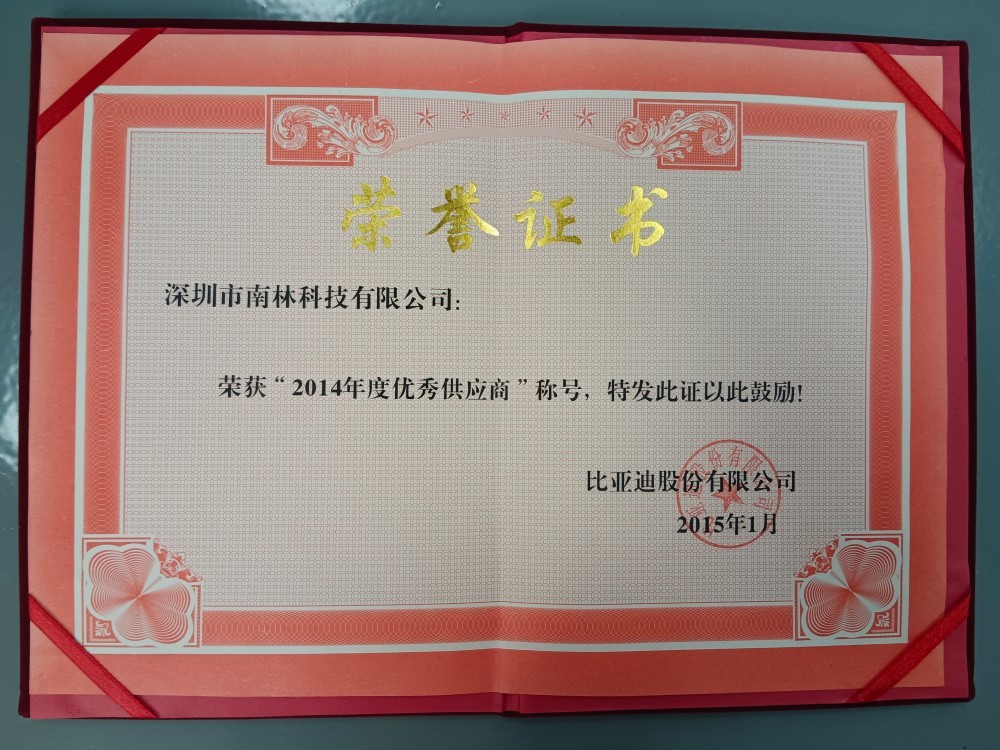 荣誉证书
深圳市南林科技有限公司:
荣获“2014年度优秀供应商”称号，特发此证以此鼓励!
比亚迪股份有限公司
2015年1月